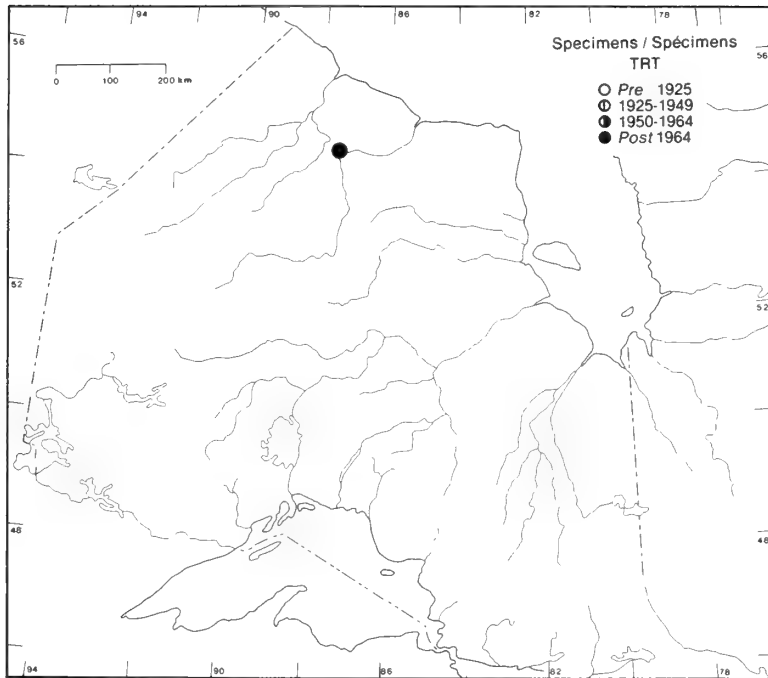 94 90 86 82 78
56
Specimens / Spécimens
56
TRT
0 100 200 km
Pre 1925
1925-1949
1950-1964
Post 1964
52
52
48
48
94 90 86 82 78